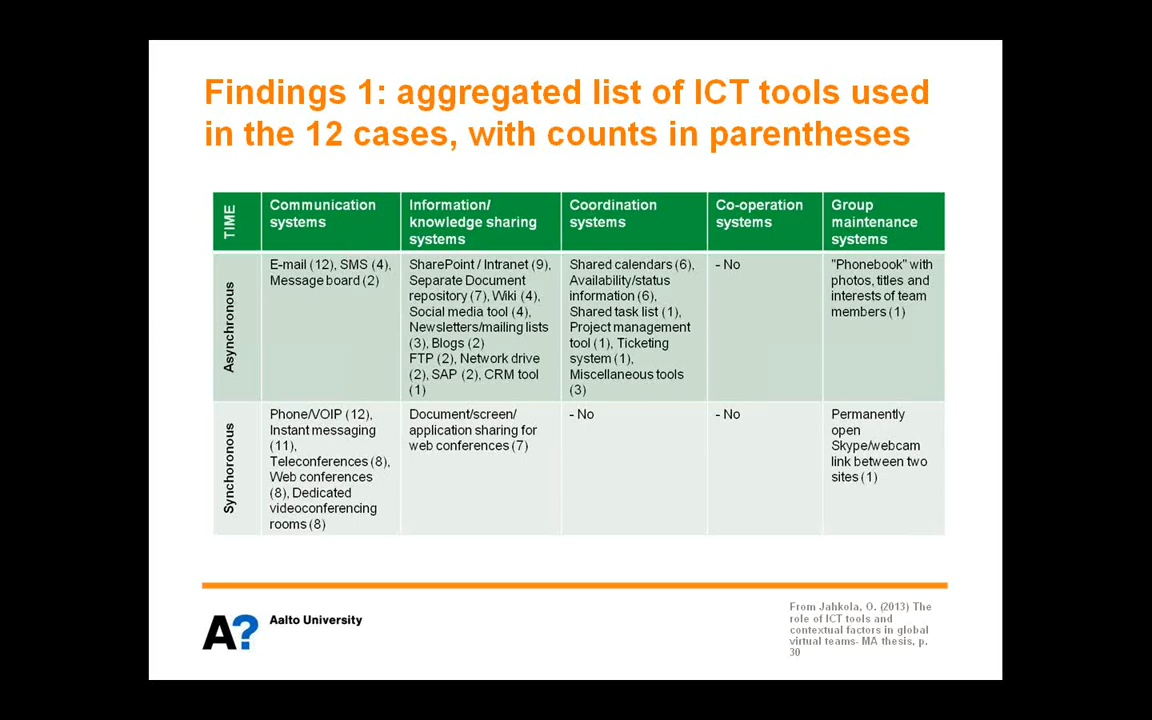 Findings 1: aggregated list of ICT tools used
in the 12 cases, with counts in parentheses
TIME
Communication
systems
Information/
knowledge sharing
systems
Coordination
systems
Co-operation
systems
Group
maintenance
systems
Asynchronous
E-mail (12), SMS (4),
Message board (2)
SharePoint / Intranet (9),
Separate Document
repository (7), Wiki (4),
Social media tool (4),
Newsletters/mailing lists
(3), Blogs (2)
FTP (2), Network drive
(2), SAP (2), CRM tool
(1)
Shared calendars (6),
Availability/status
information (6),
Shared task list (1),
Project management
tool (1), Ticketing
system (1),
Miscellaneous tools
(3)
- No
"Phonebook" with
photos, titles and
interests of team
members (1)
Synchoronous
Phone/VOIP (12),
Instant messaging
(11),
Teleconferences (8),
Web conferences
(8), Dedicated
videoconferencing
rooms (8)
Document/screen/
application sharing for
web conferences (7)
- No
- No
Permanently
open
Skype/webcam
link between two
sites (1)
A?
Aalto University
From Jahkola, O. (2013) The
role of ICT tools and
contextual factors in global
virtual teams- MA thesis, p.
30